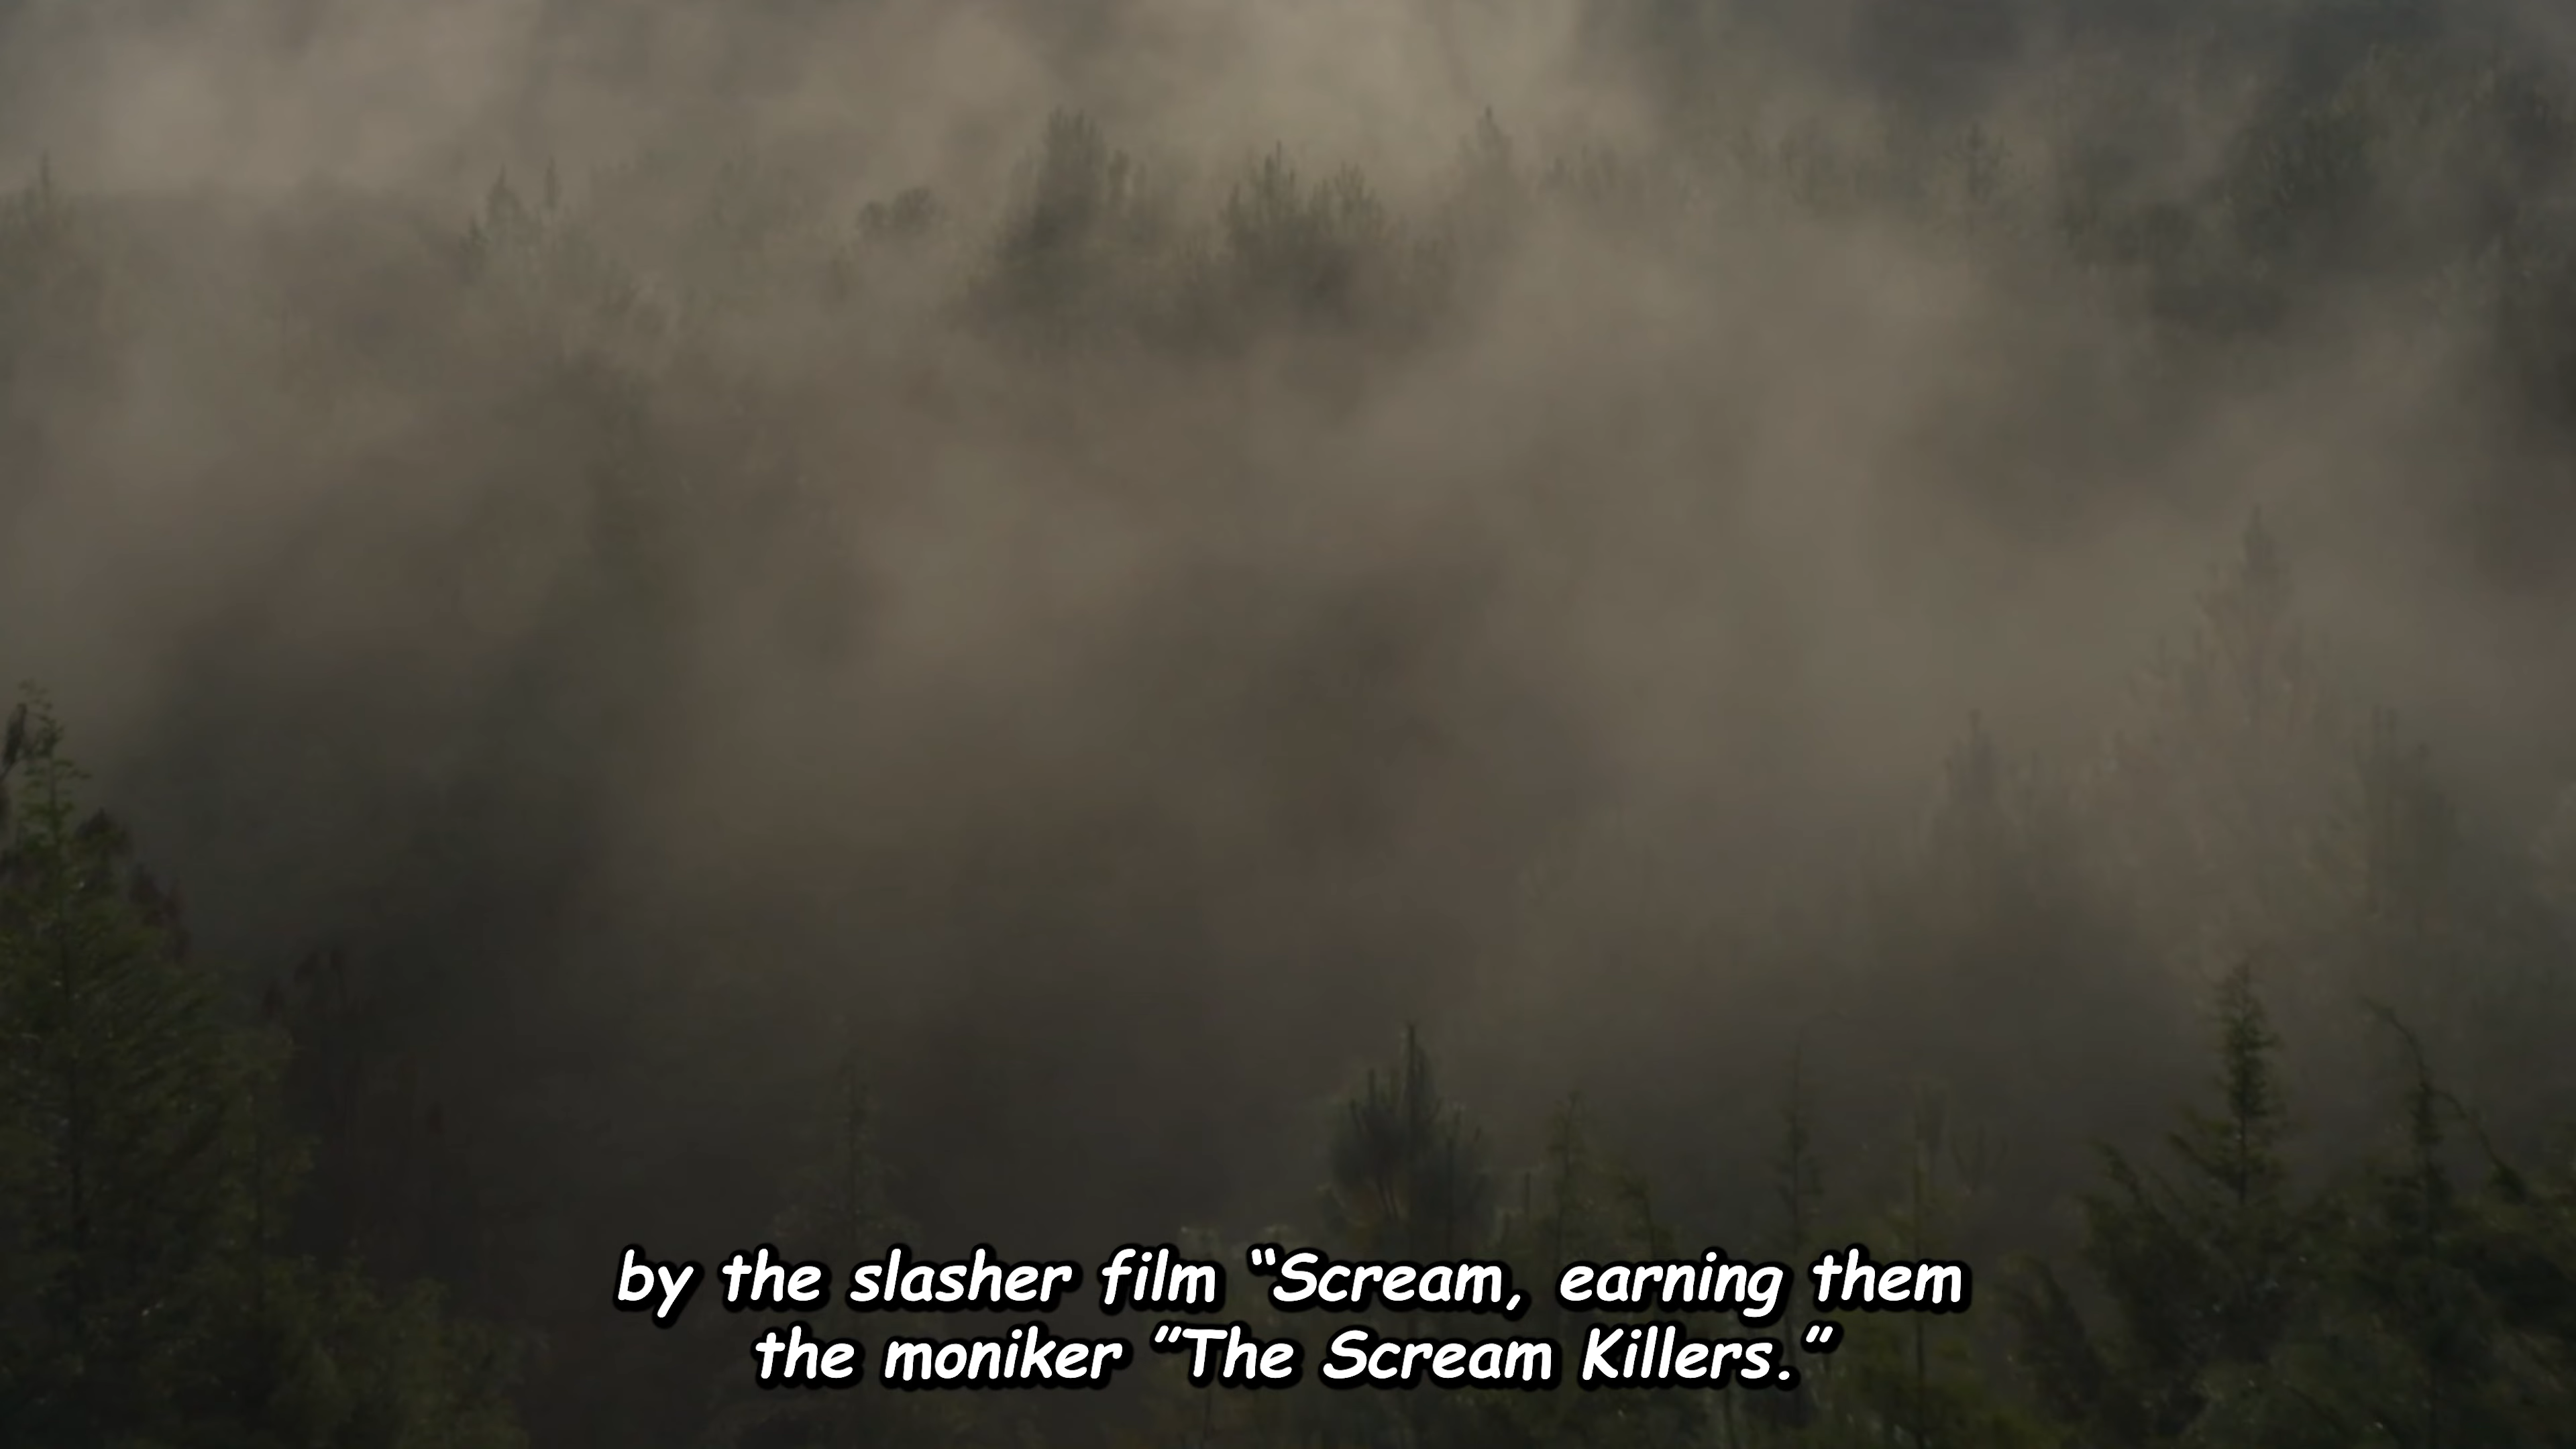 by the slasher film “Scream, earning them
the moniker ”The Scream Killers.”